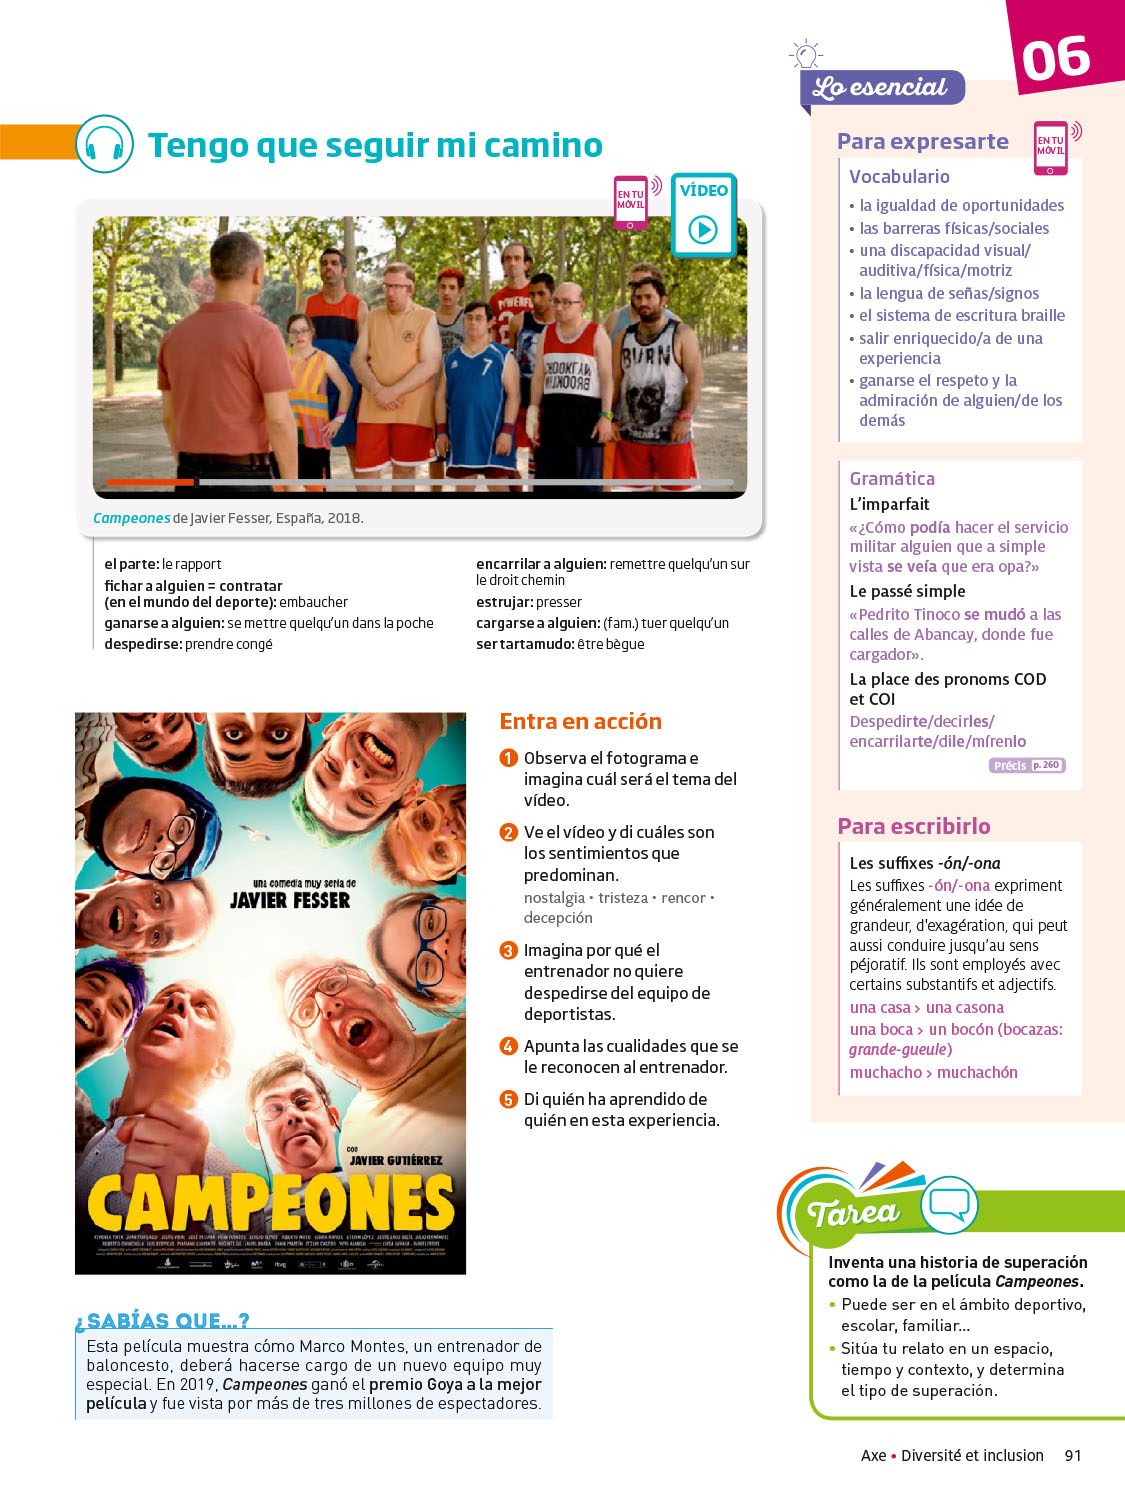 06
Lo esencial
Tengo que seguir mi camino
EN TU
MÓVIL
VÍDEO
POWERFUL
7
BROOKLYN
BROOKLYN
BURN
Campeones de Javier Fesser, España, 2018.
el parte: le rapport
fichar a alguien = contratar
(en el mundo del deporte): embaucher
ganarse a alguien: se mettre quelqu'un dans la poche
despedirse: prendre congé
encarrilar a alguien: remettre quelqu'un sur
le droit chemin
estrujar: presser
cargarse a alguien: (fam.) tuer quelqu'un
ser tartamudo: être bègue
una comedia muy seria de
JAVIER FESSER
con
JAVIER GUTIÉRREZ
CAMPEONES
Entra en acción
1 Observa el fotograma e
imagina cuál será el tema del
vídeo.
2 Ve el vídeo y di cuáles son
los sentimientos que
predominan.
nostalgia • tristeza • rencor •
decepción
3 Imagina por qué el
entrenador no quiere
despedirse del equipo de
deportistas.
4 Apunta las cualidades que se
le reconocen al entrenador.
5 Di quién ha aprendido de
quién en esta experiencia.
¿SABÍAS QUE...?
Esta película muestra cómo Marco Montes, un entrenador de
baloncesto, deberá hacerse cargo de un nuevo equipo muy
especial. En 2019, Campeones ganó el premio Goya a la mejor
película y fue vista por más de tres millones de espectadores.
Para expresarte
EN TU
MÓVIL
Vocabulario
• la igualdad de oportunidades
• las barreras físicas/sociales
• una discapacidad visual/
auditiva/física/motriz
• la lengua de señas/signos
• el sistema de escritura braille
• salir enriquecido/a de una
experiencia
• ganarse el respeto y la
admiración de alguien/de los
demás
Gramática
L'imparfait
«¿Cómo podía hacer el servicio
militar alguien que a simple
vista se veía que era opa?»
Le passé simple
«Pedrito Tinoco se mudó a las
calles de Abancay, donde fue
cargador».
La place des pronoms COD
et COI
Despedirte/decirles/
encarrilarte/dile/mírenlo
Précis p. 260
Para escribirlo
Les suffixes -ón/-ona
Les suffixes -ón/-ona expriment
généralement une idée de
grandeur, d'exagération, qui peut
aussi conduire jusqu'au sens
péjoratif. Ils sont employés avec
certains substantifs et adjectifs.
una casa > una casona
una boca > un bocón (bocazas:
grande-gueule)
muchacho > muchachón
Tarea
Inventa una historia de superación
como la de la película Campeones.
• Puede ser en el ámbito deportivo,
escolar, familiar...
• Sitúa tu relato en un espacio,
tiempo y contexto, y determina
el tipo de superación.
Axe • Diversité et inclusion 91